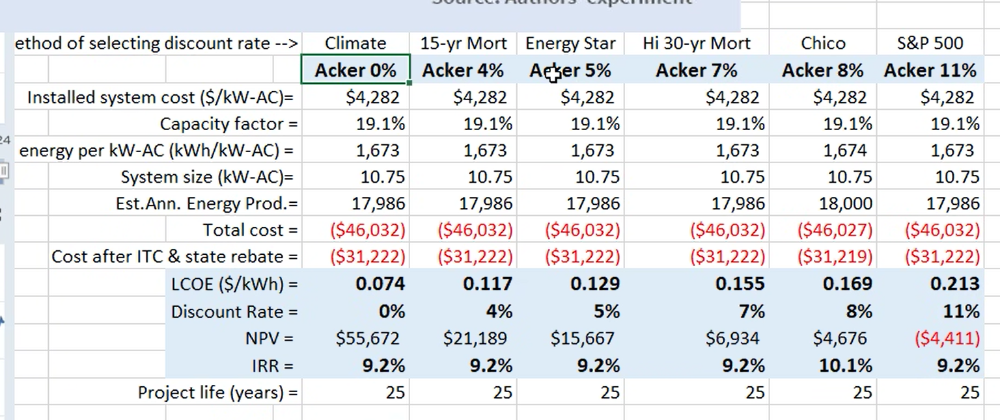 Source: Authors' experiment
ethod of selecting discount rate --> Climate 15-yr Mort Energy Star Hi 30-yr Mort Chico S&P 500
Acker 0% Acker 4% Acker 5% Acker 7% Acker 8% Acker 11%
Installed system cost ($/kW-AC)= $4,282 $4,282 $4,282 $4,282 $4,282 $4,282
Capacity factor = 19.1% 19.1% 19.1% 19.1% 19.1% 19.1%
24
energy per kW-AC (kWh/kW-AC) = 1,673 1,673 1,673 1,673 1,674 1,673
System size (kW-AC)= 10.75 10.75 10.75 10.75 10.75 10.75
Est.Ann. Energy Prod.= 17,986 17,986 17,986 17,986 18,000 17,986
Total cost = ($46,032) ($46,032) ($46,032) ($46,032) ($46,027) ($46,032)
Cost after ITC & state rebate = ($31,222) ($31,222) ($31,222) ($31,222) ($31,219) ($31,222)
LCOE ($/kWh) = 0.074 0.117 0.129 0.155 0.169 0.213
Discount Rate = 0% 4% 5% 7% 8% 11%
NPV = $55,672 $21,189 $15,667 $6,934 $4,676 ($4,411)
IRR = 9.2% 9.2% 9.2% 9.2% 10.1% 9.2%
Project life (years) = 25 25 25 25 25 25